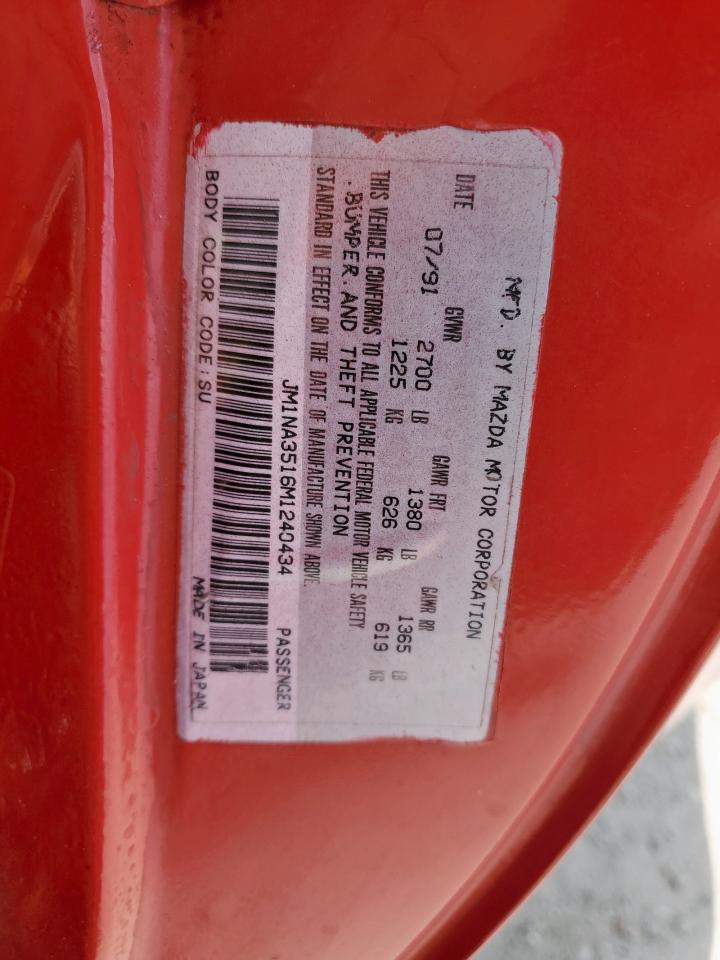 MFD. BY MAZDA MOTOR CORPORATION
DATE GVWR GAWR FRT GAWR RR
07/91 2700 LB 1380 LB 1365 LB
1225 KG 626 KG 619 KG
THIS VEHICLE CONFORMS TO ALL APPLICABLE FEDERAL MOTOR VEHICLE SAFETY
, BUMPER, AND THEFT PREVENTION
STANDARD IN EFFECT ON THE DATE OF MANUFACTURE SHOWN ABOVE.
JM1NA3516M1240434 PASSENGER
BODY COLOR CODE: SU MADE IN JAPAN